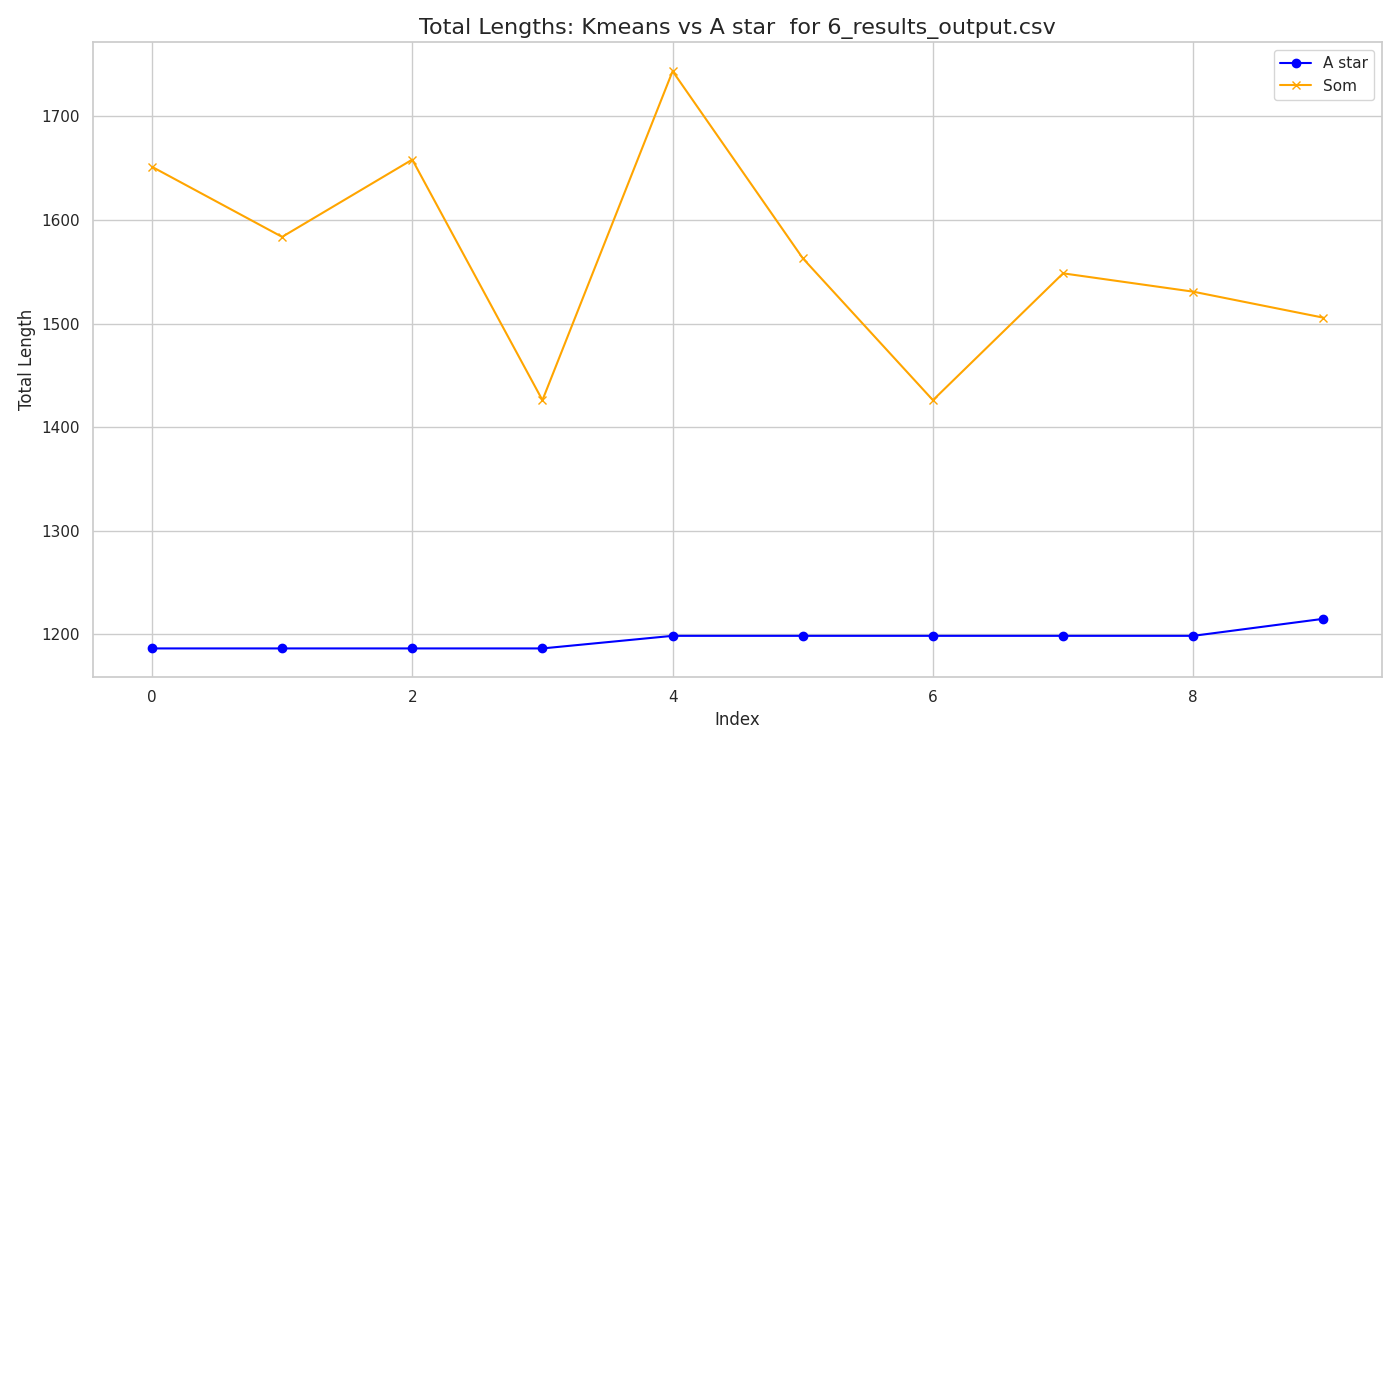 Total Lengths: Kmeans vs A star  for 6_results_output.csv
A star
Som
1700
1600
1500
1400
1300
1200
Total Length
0 2 4 6 8
Index